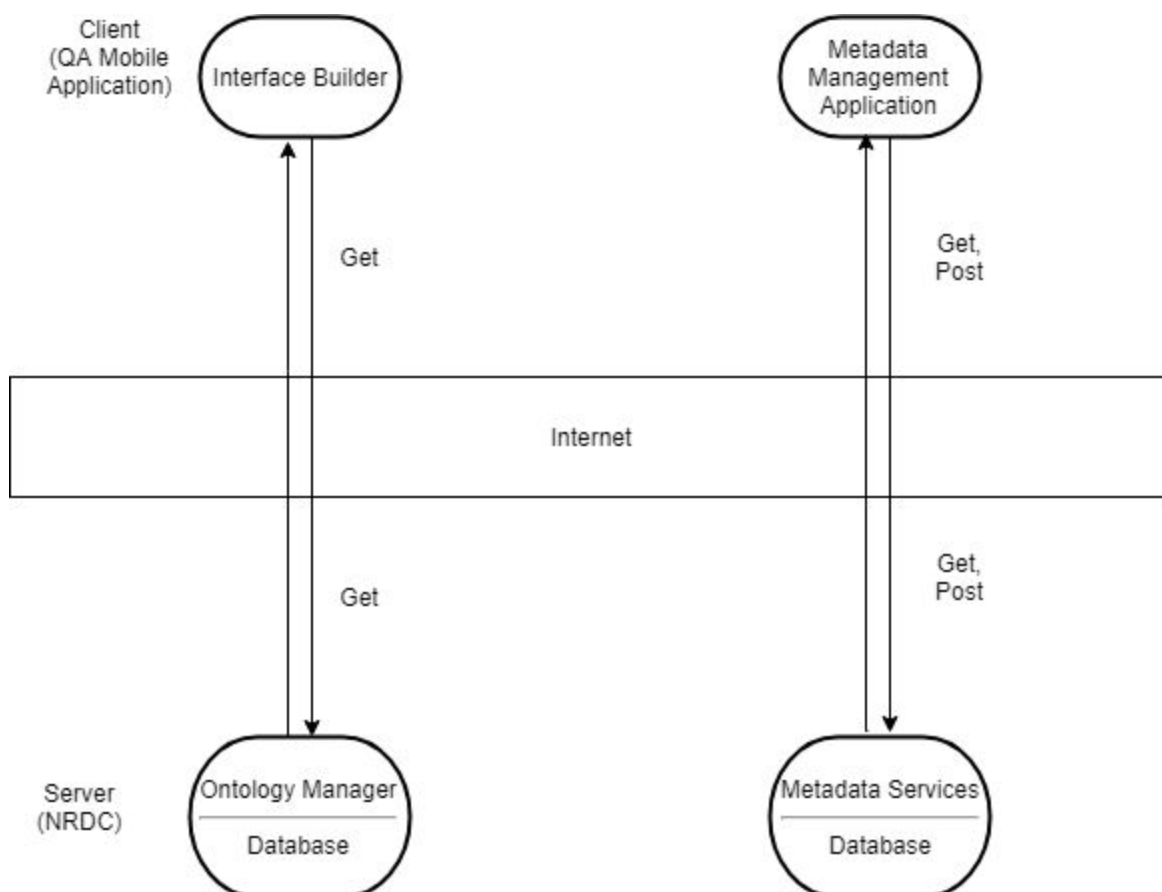 Client
(QA Mobile
Application)
Interface Builder
Metadata
Management
Application
Get
Get,
Post
Internet
Get
Get,
Post
Server
(NRDC)
Ontology Manager
Database
Metadata Services
Database